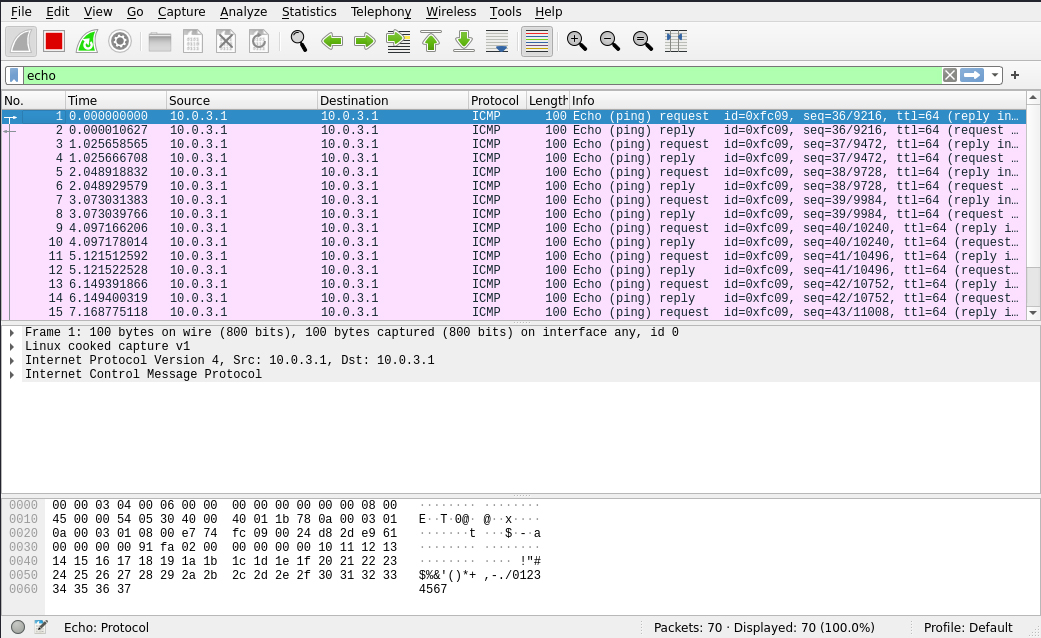 File Edit View Go Capture Analyze Statistics Telephony Wireless Tools Help
echo
No. Time Source Destination Protocol Length Info
1 0.000000000 10.0.3.1 10.0.3.1 ICMP 100 Echo (ping) request id=0xfc09, seq=36/9216, ttl=64 (reply in…
2 0.000010627 10.0.3.1 10.0.3.1 ICMP 100 Echo (ping) reply id=0xfc09, seq=36/9216, ttl=64 (request …
3 1.025658565 10.0.3.1 10.0.3.1 ICMP 100 Echo (ping) request id=0xfc09, seq=37/9472, ttl=64 (reply in…
4 1.025666708 10.0.3.1 10.0.3.1 ICMP 100 Echo (ping) reply id=0xfc09, seq=37/9472, ttl=64 (request …
5 2.048918832 10.0.3.1 10.0.3.1 ICMP 100 Echo (ping) request id=0xfc09, seq=38/9728, ttl=64 (reply in…
6 2.048929579 10.0.3.1 10.0.3.1 ICMP 100 Echo (ping) reply id=0xfc09, seq=38/9728, ttl=64 (request …
7 3.073031383 10.0.3.1 10.0.3.1 ICMP 100 Echo (ping) request id=0xfc09, seq=39/9984, ttl=64 (reply in…
8 3.073039766 10.0.3.1 10.0.3.1 ICMP 100 Echo (ping) reply id=0xfc09, seq=39/9984, ttl=64 (request …
9 4.097166206 10.0.3.1 10.0.3.1 ICMP 100 Echo (ping) request id=0xfc09, seq=40/10240, ttl=64 (reply i…
10 4.097178014 10.0.3.1 10.0.3.1 ICMP 100 Echo (ping) reply id=0xfc09, seq=40/10240, ttl=64 (request…
11 5.121512592 10.0.3.1 10.0.3.1 ICMP 100 Echo (ping) request id=0xfc09, seq=41/10496, ttl=64 (reply i…
12 5.121522528 10.0.3.1 10.0.3.1 ICMP 100 Echo (ping) reply id=0xfc09, seq=41/10496, ttl=64 (request…
13 6.149391866 10.0.3.1 10.0.3.1 ICMP 100 Echo (ping) request id=0xfc09, seq=42/10752, ttl=64 (reply i…
14 6.149400319 10.0.3.1 10.0.3.1 ICMP 100 Echo (ping) reply id=0xfc09, seq=42/10752, ttl=64 (request…
15 7.168775118 10.0.3.1 10.0.3.1 ICMP 100 Echo (ping) request id=0xfc09, seq=43/11008, ttl=64 (reply i…
Frame 1: 100 bytes on wire (800 bits), 100 bytes captured (800 bits) on interface any, id 0
Linux cooked capture v1
Internet Protocol Version 4, Src: 10.0.3.1, Dst: 10.0.3.1
Internet Control Message Protocol
0000 00 00 03 04 00 06 00 00 00 00 00 00 00 00 08 00 ········ ········
0010 45 00 00 54 05 30 40 00 40 01 1b 78 0a 00 03 01 E··T·0@· @··x····
0020 0a 00 03 01 08 00 e7 74 fc 09 00 24 d8 2d e9 61 ·······t ···$·-·a
0030 00 00 00 00 91 fa 02 00 00 00 00 00 10 11 12 13 ········ ········
0040 14 15 16 17 18 19 1a 1b 1c 1d 1e 1f 20 21 22 23 ········ ···· !"#
0050 24 25 26 27 28 29 2a 2b 2c 2d 2e 2f 30 31 32 33 $%&'()*+ ,-./0123
0060 34 35 36 37 4567
Echo: Protocol Packets: 70 · Displayed: 70 (100.0%) Profile: Default